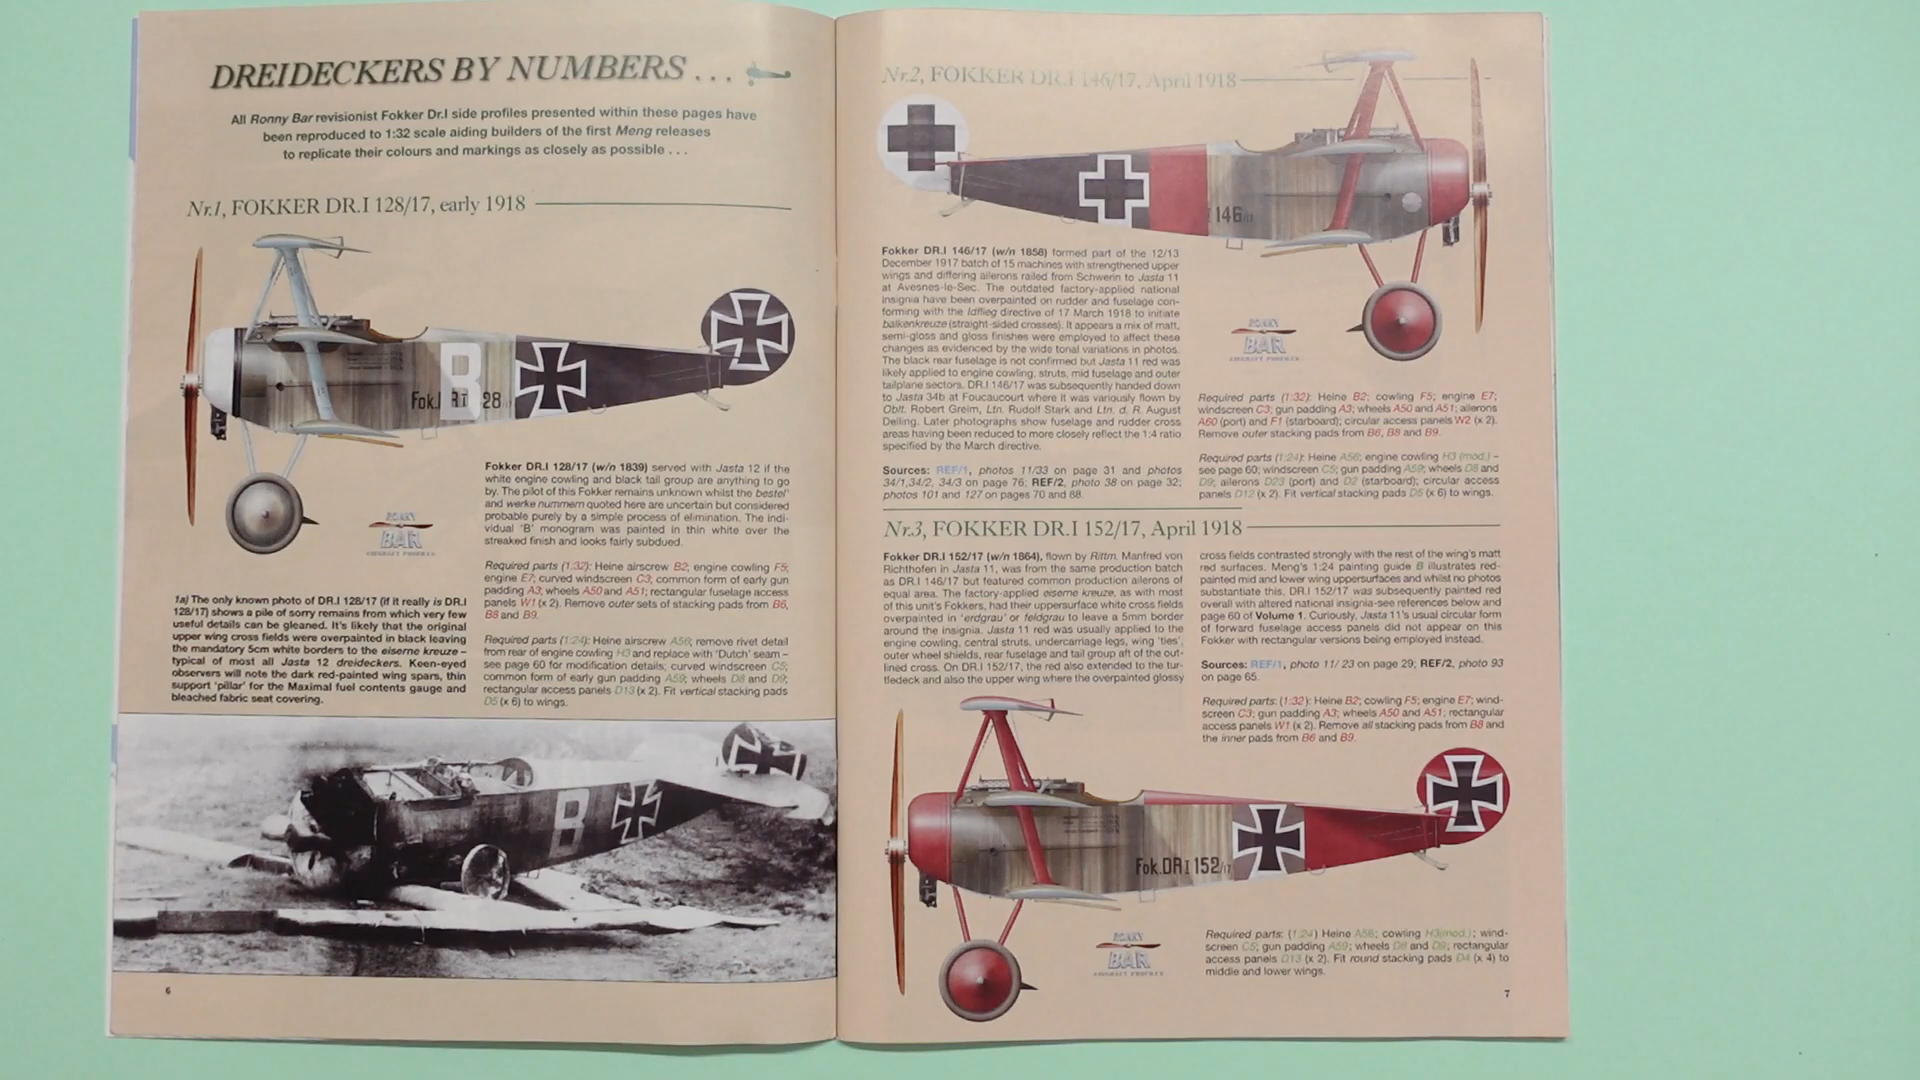 DREIDECKERS BY NUMBERS . . .
All Ronny Bar revisionist Fokker Dr.I side profiles presented within these pages have
been reproduced to 1:32 scale aiding builders of the first Meng releases
to replicate their colours and markings as closely as possible . . .
Nr.1, FOKKER DR.I 128/17, early 1918
B
Fok. DR I 128/17
Fokker DR.I 128/17 (w/n 1839) served with Jasta 12 if the
white engine cowling and black tail group are anything to go
by. The pilot of this Fokker remains unknown whilst the bestel'
and werke nummern quoted here are uncertain but considered
probable purely by a simple process of elimination. The indi-
vidual 'B' monogram was painted in thin white over the
streaked finish and looks fairly subdued.
RONNY
BAR
AIRCRAFT PROFILES
Required parts (1:32): Heine airscrew B2; engine cowling F5;
engine E7; curved windscreen C3; common form of early gun
padding A3; wheels A50 and A51; rectangular fuselage access
panels W1 (x 2). Remove outer sets of stacking pads from B6,
B8 and B9.
Required parts (1:24): Heine airscrew A56; remove rivet detail
from rear of engine cowling H3 and replace with 'Dutch' seam –
see page 60 for modification details; curved windscreen C5;
common form of early gun padding A59; wheels D8 and D9;
rectangular access panels D13 (x 2). Fit vertical stacking pads
D5 (x 6) to wings.
1a) The only known photo of DR.I 128/17 (if it really is DR.I
128/17) shows a pile of sorry remains from which very few
useful details can be gleaned. It's likely that the original
upper wing cross fields were overpainted in black leaving
the mandatory 5cm white borders to the eiserne kreuze –
typical of most all Jasta 12 dreideckers. Keen-eyed
observers will note the dark red-painted wing spars, thin
support 'pillar' for the Maximal fuel contents gauge and
bleached fabric seat covering.
B
6
Nr.2, FOKKER DR.I 146/17, April 1918
146/17
Fokker DR.I 146/17 (w/n 1858) formed part of the 12/13
December 1917 batch of 15 machines with strengthened upper
wings and differing ailerons railed from Schwerin to Jasta 11
at Avesnes-le-Sec. The outdated factory-applied national
insignia have been overpainted on rudder and fuselage con-
forming with the Idflieg directive of 17 March 1918 to initiate
balkenkreuze (straight-sided crosses). It appears a mix of matt,
semi-gloss and gloss finishes were employed to affect these
changes as evidenced by the wide tonal variations in photos.
The black rear fuselage is not confirmed but Jasta 11 red was
likely applied to engine cowling, struts, mid fuselage and outer
tailplane sectors. DR.I 146/17 was subsequently handed down
to Jasta 34b at Foucaucourt where it was variously flown by
Oblt. Robert Greim, Ltn. Rudolf Stark and Ltn. d. R. August
Delling. Later photographs show fuselage and rudder cross
areas having been reduced to more closely reflect the 1:4 ratio
specified by the March directive.
Sources: REF/1, photos 11/33 on page 31 and photos
34/1,34/2, 34/3 on page 76; REF/2, photo 38 on page 32;
photos 101 and 127 on pages 70 and 88.
RONNY
BAR
AIRCRAFT PROFILES
Required parts (1:32): Heine B2; cowling F5; engine E7;
windscreen C3; gun padding A3; wheels A50 and A51; ailerons
A60 (port) and F1 (starboard); circular access panels W2 (x 2).
Remove outer stacking pads from B6, B8 and B9.
Required parts (1:24): Heine A56; engine cowling H3 (mod.) –
see page 60; windscreen C5; gun padding A59; wheels D8 and
D9; ailerons D23 (port) and D2 (starboard); circular access
panels D12 (x 2). Fit vertical stacking pads D5 (x 6) to wings.
Nr.3, FOKKER DR.I 152/17, April 1918
Fokker DR.I 152/17 (w/n 1864), flown by Rittm. Manfred von
Richthofen in Jasta 11, was from the same production batch
as DR.I 146/17 but featured common production ailerons of
equal area. The factory-applied eiserne kreuze, as with most
of this unit's Fokkers, had their uppersurface white cross fields
overpainted in 'erdgrau' or feldgrau to leave a 5mm border
around the insignia. Jasta 11 red was usually applied to the
engine cowling, central struts, undercarriage legs, wing 'ties',
outer wheel shields, rear fuselage and tail group aft of the out-
lined cross. On DR.I 152/17, the red also extended to the tur-
tledeck and also the upper wing where the overpainted glossy
cross fields contrasted strongly with the rest of the wing's matt
red surfaces. Meng's 1:24 painting guide B illustrates red-
painted mid and lower wing uppersurfaces and whilst no photos
substantiate this, DR.I 152/17 was subsequently painted red
overall with altered national insignia-see references below and
page 60 of Volume 1. Curiously, Jasta 11's usual circular form
of forward fuselage access panels did not appear on this
Fokker with rectangular versions being employed instead.
Sources: REF/1, photo 11/ 23 on page 29; REF/2, photo 93
on page 65.
Required parts: (1:32): Heine B2; cowling F5; engine E7; wind-
screen C3; gun padding A3; wheels A50 and A51; rectangular
access panels W1 (x 2). Remove all stacking pads from B8 and
the inner pads from B6 and B9.
Fok.DR I 152/17
RONNY
BAR
AIRCRAFT PROFILES
Required parts: (1:24) Heine A56; cowling H3(mod.); wind-
screen C5; gun padding A59; wheels D8 and D9; rectangular
access panels D13 (x 2). Fit round stacking pads D4 (x 4) to
middle and lower wings.
7